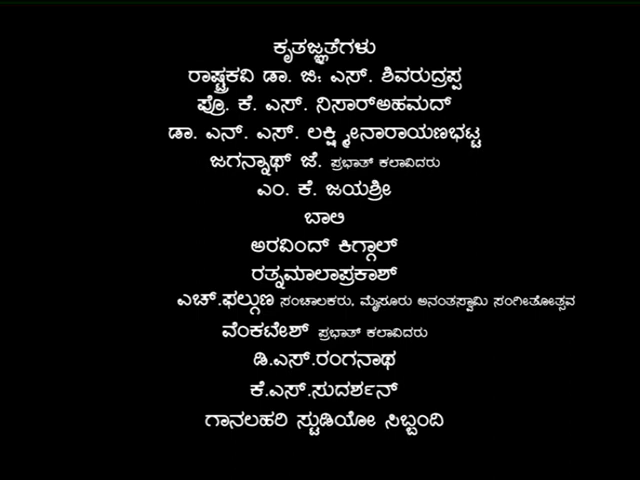 ಕೃತಜ್ಞತೆಗಳು
ರಾಷ್ಟ್ರಕವಿ ಡಾ. ಜಿ. ಎಸ್. ಶಿವರುದ್ರಪ್ಪ
ಪ್ರೊ. ಕೆ. ಎಸ್. ನಿಸಾರ್ಅಹಮದ್
ಡಾ. ಎನ್. ಎಸ್. ಲಕ್ಷ್ಮೀನಾರಾಯಣಭಟ್ಟ
ಜಗನ್ನಾಥ್ ಜೆ. ಪ್ರಭಾತ್ ಕಲಾವಿದರು
ಎಂ. ಕೆ. ಜಯಶ್ರೀ
ಬಾಲಿ
ಅರವಿಂದ್ ಕಿಗ್ಗಾಲ್
ರತ್ನಮಾಲಾಪ್ರಕಾಶ್
ಎಚ್.ಫಲ್ಗುಣ ಸಂಚಾಲಕರು, ಮೈಸೂರು ಅನಂತಸ್ವಾಮಿ ಸಂಗೀತೋತ್ಸವ
ವೆಂಕಟೇಶ್ ಪ್ರಭಾತ್ ಕಲಾವಿದರು
ಡಿ.ಎಸ್.ರಂಗನಾಥ
ಕೆ.ಎಸ್.ಸುದರ್ಶನ್
ಗಾನಲಹರಿ ಸ್ಟುಡಿಯೋ ಸಿಬ್ಬಂದಿ